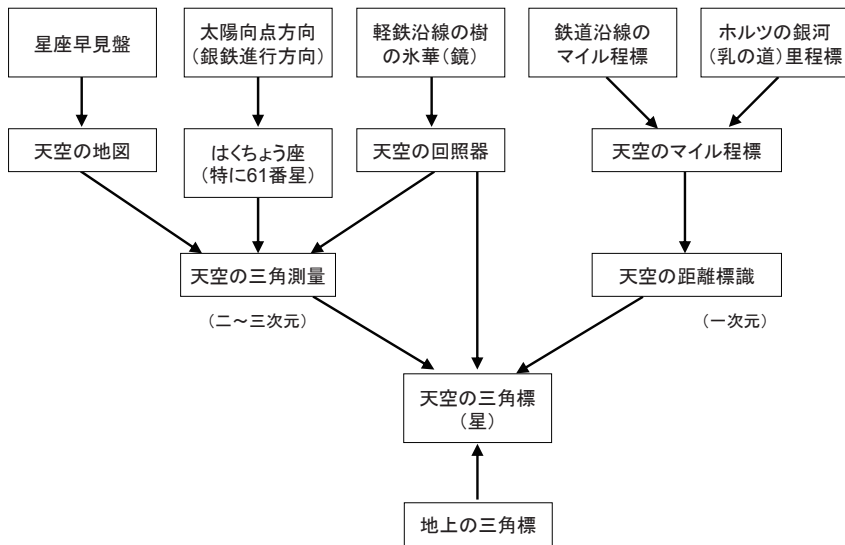 星座早見盤
太陽向点方向
(銀鉄進行方向)
軽鉄沿線の樹
の氷華(鏡)
鉄道沿線の
マイル程標
ホルツの銀河
(乳の道)里程標
天空の地図
はくちょう座
(特に61番星)
天空の回照器
天空のマイル程標
天空の三角測量
天空の距離標識
(二～三次元)
(一次元)
天空の三角標
(星)
地上の三角標